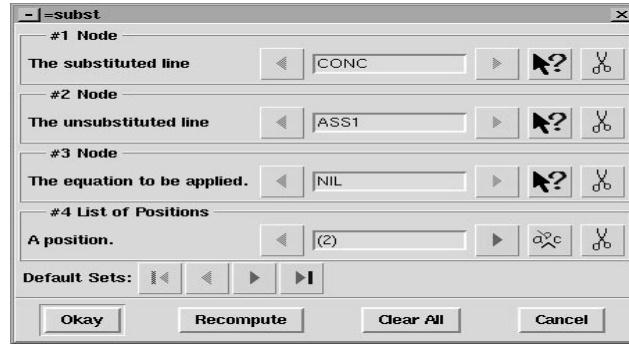 =subst
#1 Node
The substituted line CONC
#2 Node
The unsubstituted line ASS1
#3 Node
The equation to be applied. NIL
#4 List of Positions
A position. (2)
Default Sets:
Okay Recompute Clear All Cancel